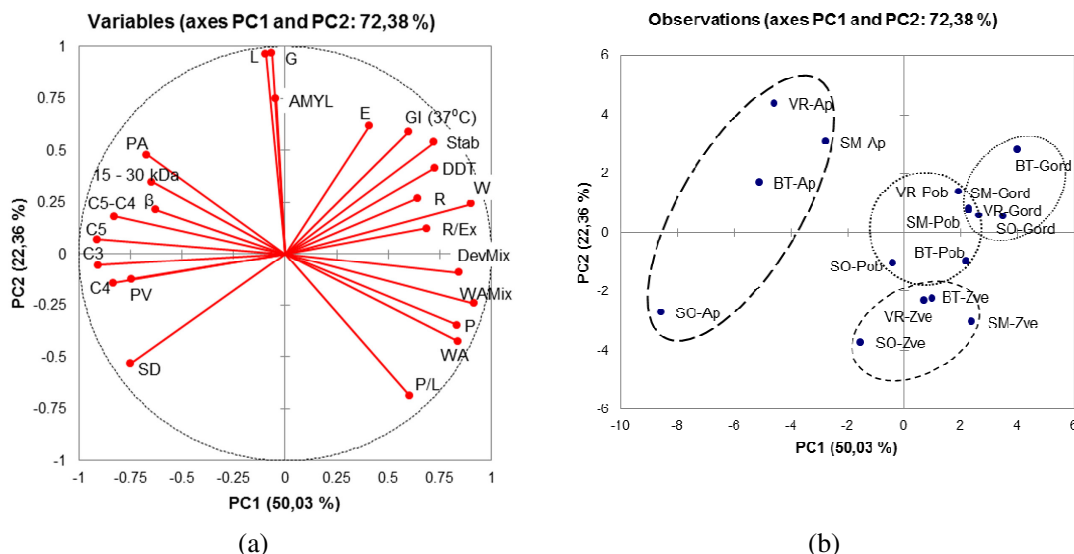 Variables (axes PC1 and PC2: 72,38 %)
1
0.75
0.5
0.25
0
-0.25
-0.5
-0.75
-1
PC2 (22,36 %)
L
G
AMYL
E
GI (37⁰C)
Stab
DDT
W
R
R/Ex
DevMix
WAMix
P
WA
P/L
PA
15 - 30 kDa
β
C5-C4
C5
C3
C4
PV
SD
-1
-0.75
-0.5
-0.25
0
0.25
0.5
0.75
1
PC1 (50,03 %)
(a)
Observations (axes PC1 and PC2: 72,38 %)
6
4
2
0
-2
-4
-6
PC2 (22,36 %)
VR-Ap
SM-Ap
BT-Ap
SO-Ap
BT-Gord
VR-Pob
SM-Gord
VR-Gord
SM-Pob
SO-Gord
BT-Pob
SO-Pob
BT-Zve
VR-Zve
SM-Zve
SO-Zve
-10
-8
-6
-4
-2
0
2
4
6
PC1 (50,03 %)
(b)